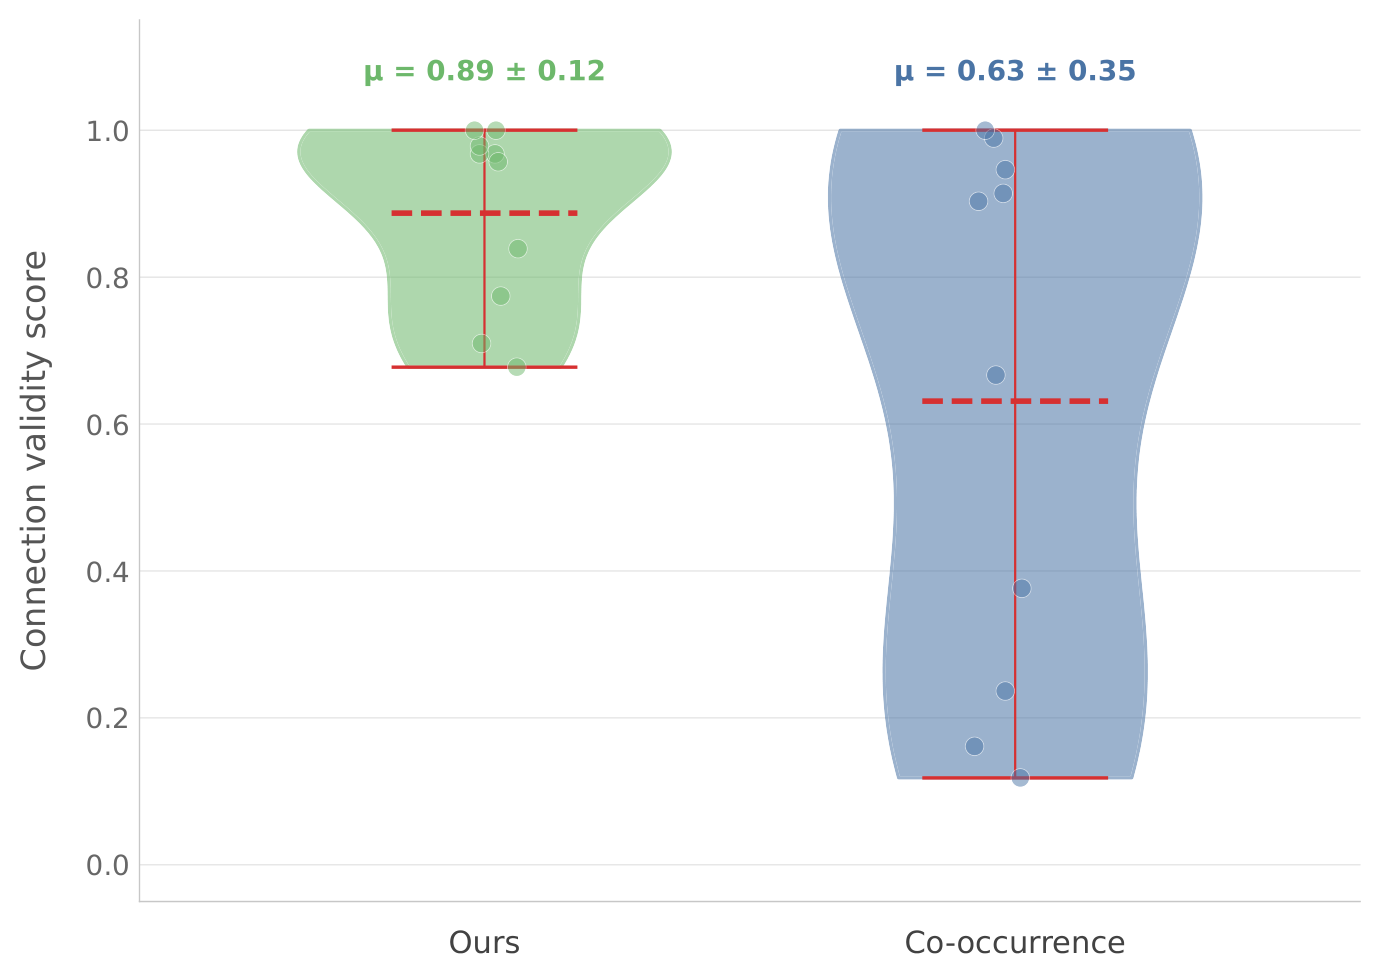 μ = 0.89 ± 0.12
μ = 0.63 ± 0.35
Connection validity score
1.0
0.8
0.6
0.4
0.2
0.0
Ours
Co-occurrence